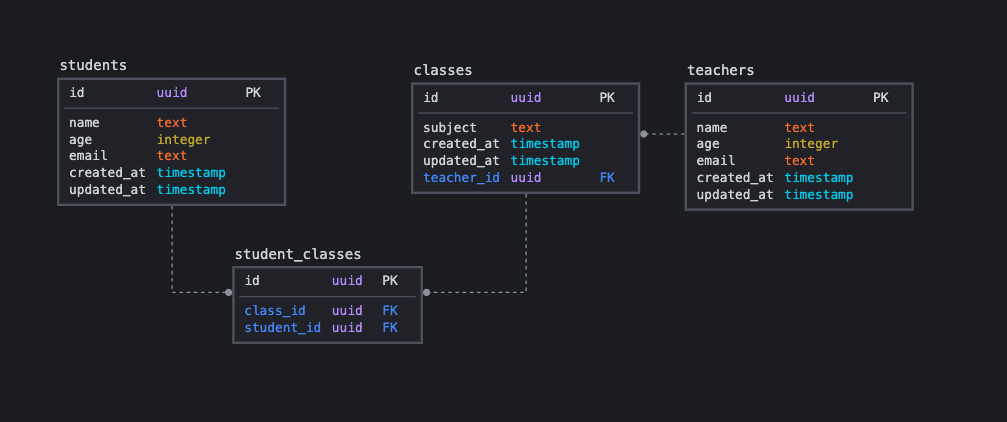 students
id uuid PK
name text
age integer
email text
created_at timestamp
updated_at timestamp
classes
id uuid PK
subject text
created_at timestamp
updated_at timestamp
teacher_id uuid FK
teachers
id uuid PK
name text
age integer
email text
created_at timestamp
updated_at timestamp
student_classes
id uuid PK
class_id uuid FK
student_id uuid FK